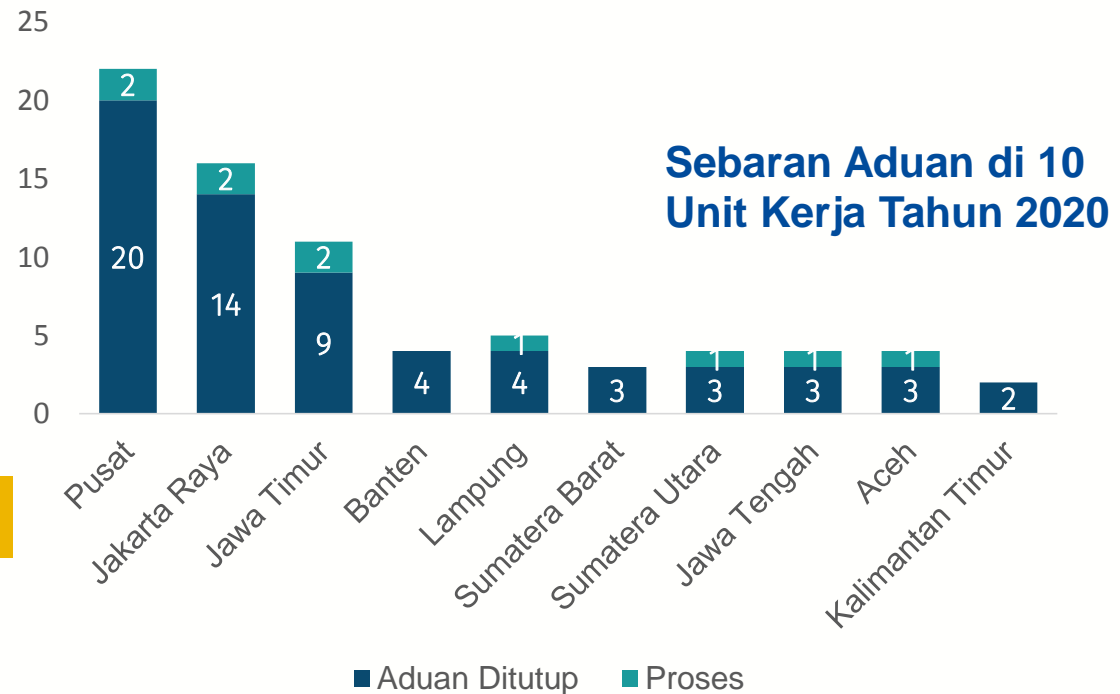 25
20
15
10
5
0
Sebaran Aduan di 10
Unit Kerja Tahun 2020
2
20
2
14
2
9
4
1
4
3
1
3
1
3
1
3
2
Pusat
Jakarta Raya
Jawa Timur
Banten
Lampung
Sumatera Barat
Sumatera Utara
Jawa Tengah
Aceh
Kalimantan Timur
Aduan Ditutup
Proses